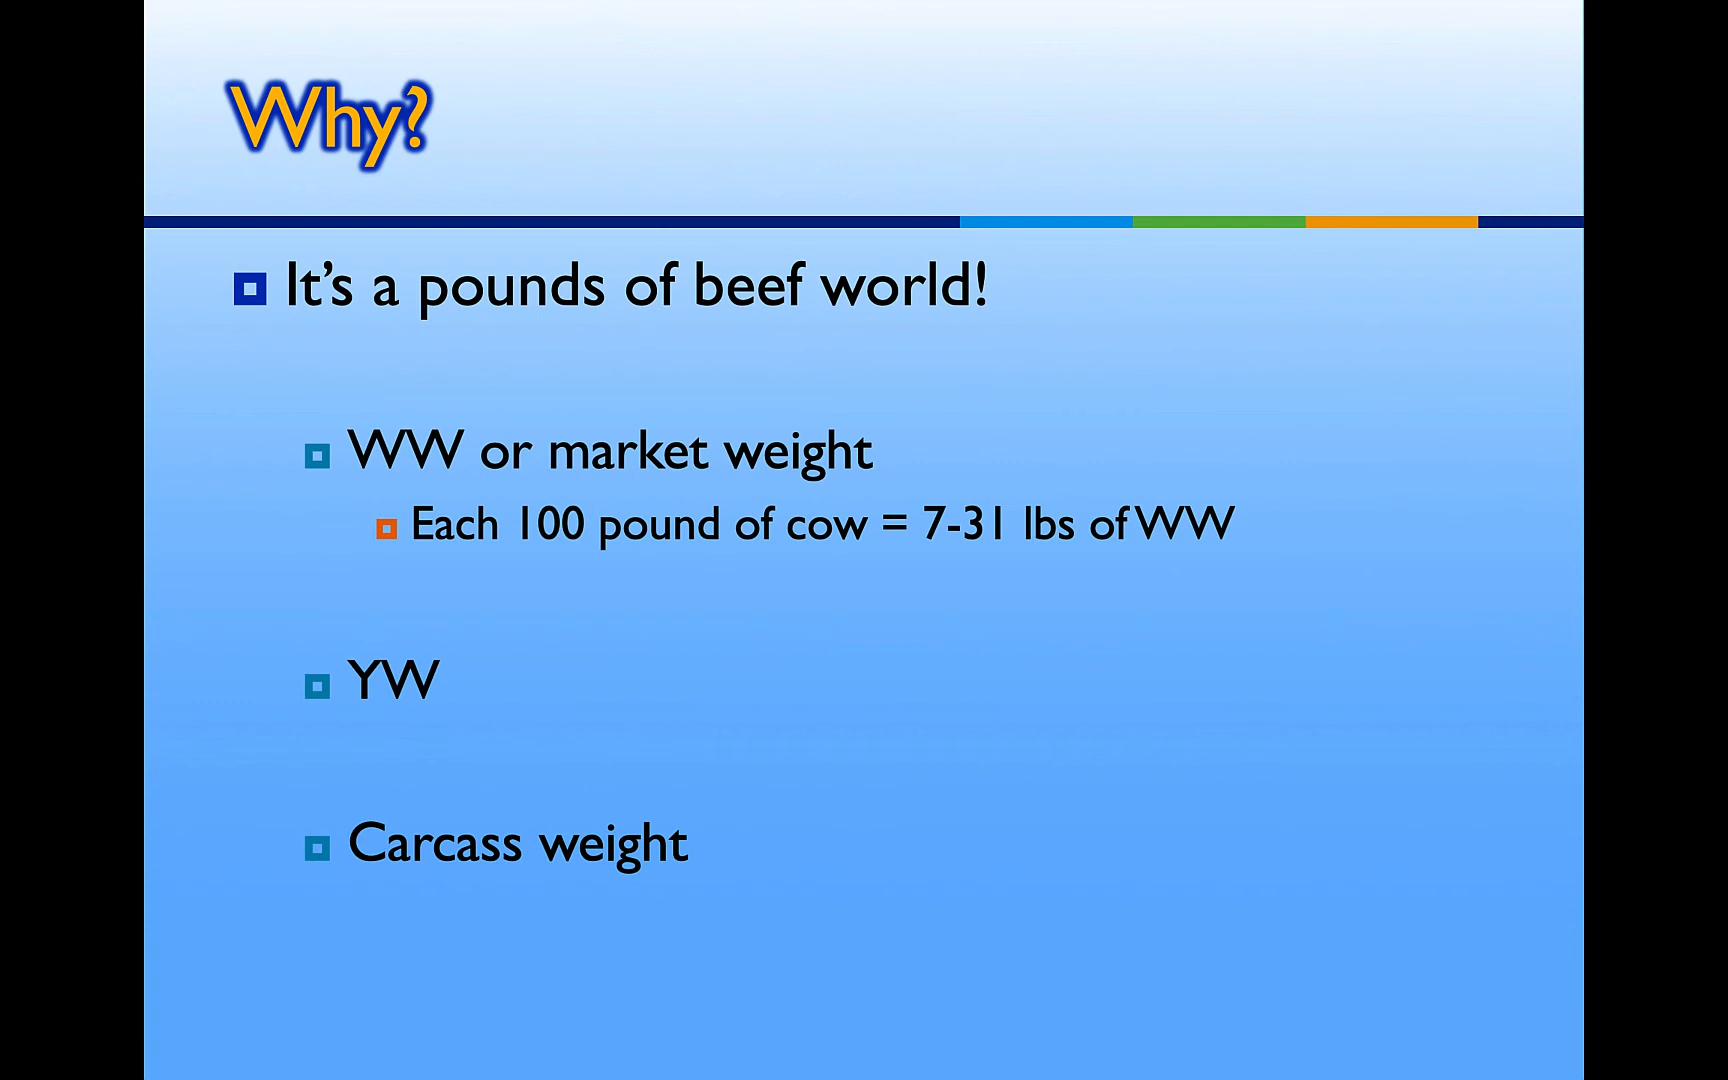 Why?
It’s a pounds of beef world!
WW or market weight
Each 100 pound of cow = 7-31 lbs of WW
YW
Carcass weight